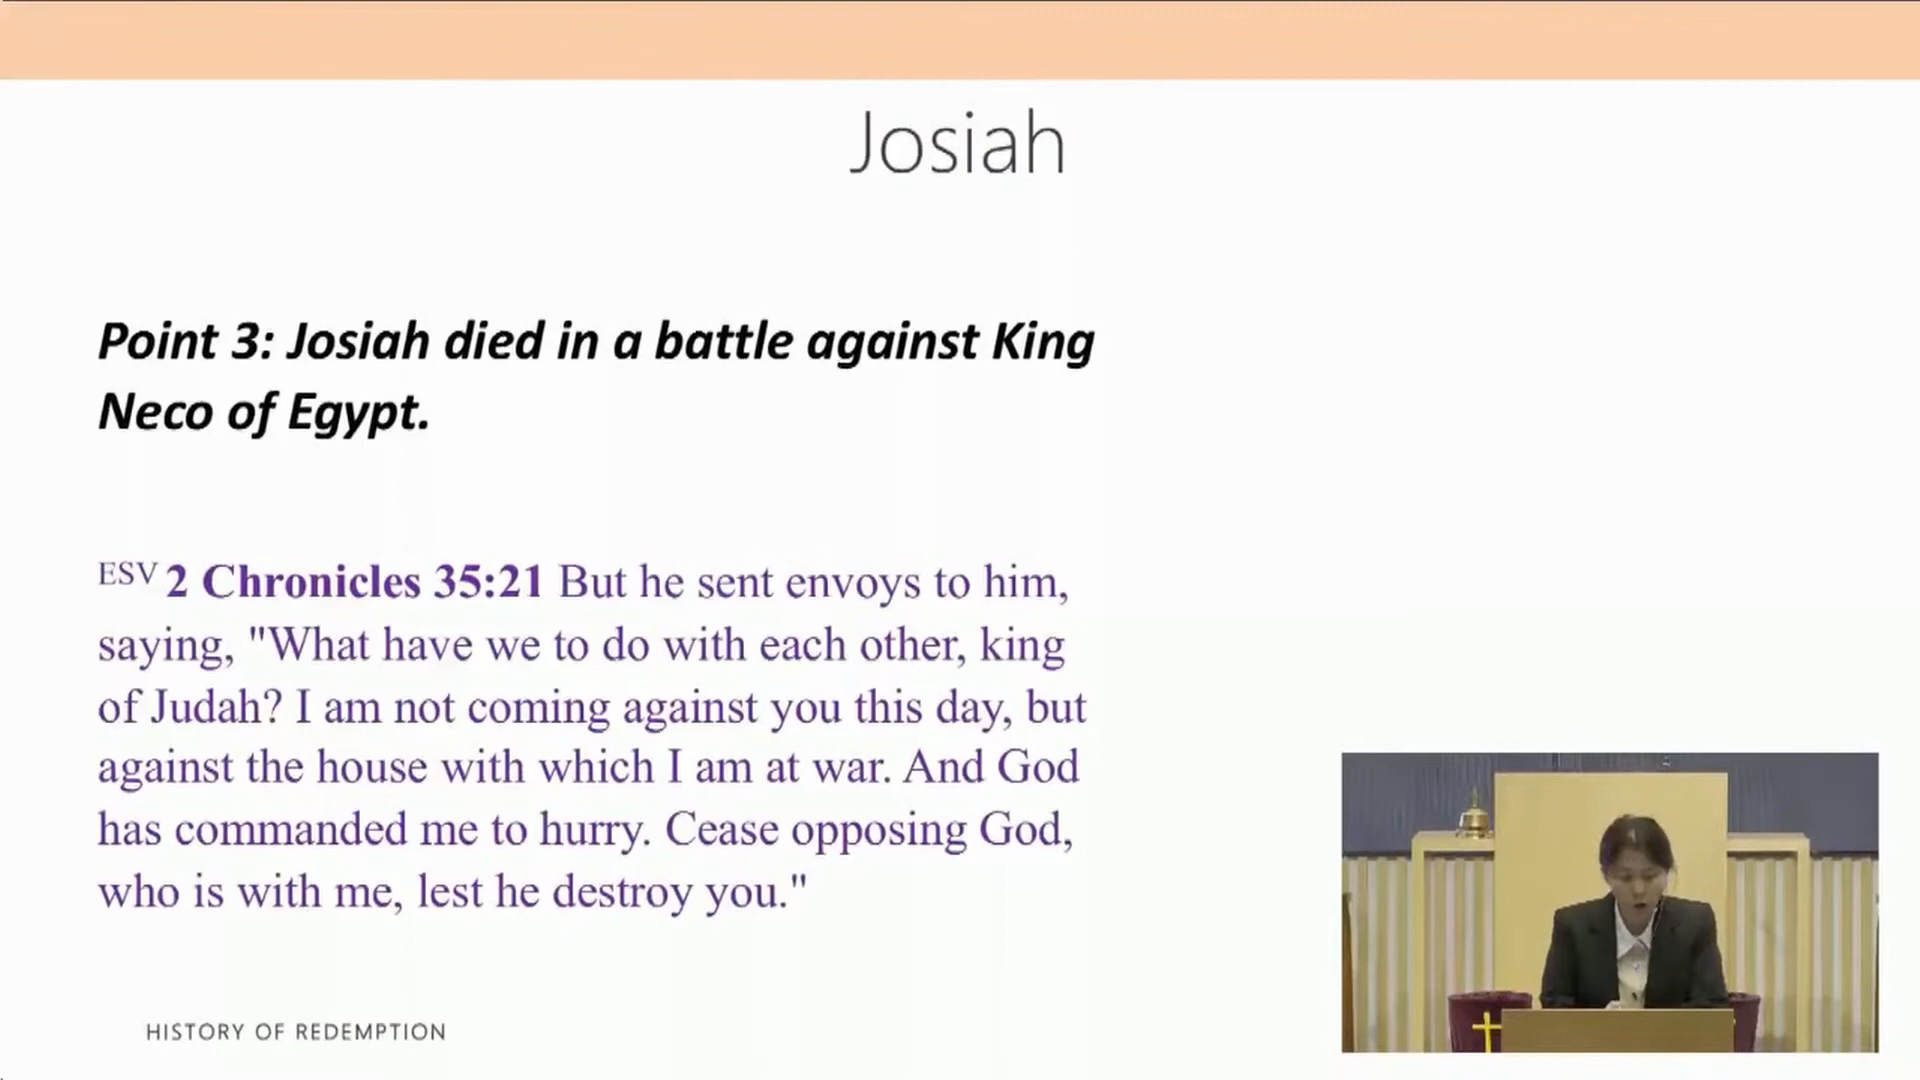 Josiah
Point 3: Josiah died in a battle against King
Neco of Egypt.
ESV 2 Chronicles 35:21 But he sent envoys to him,
saying, "What have we to do with each other, king
of Judah? I am not coming against you this day, but
against the house with which I am at war. And God
has commanded me to hurry. Cease opposing God,
who is with me, lest he destroy you."
HISTORY OF REDEMPTION